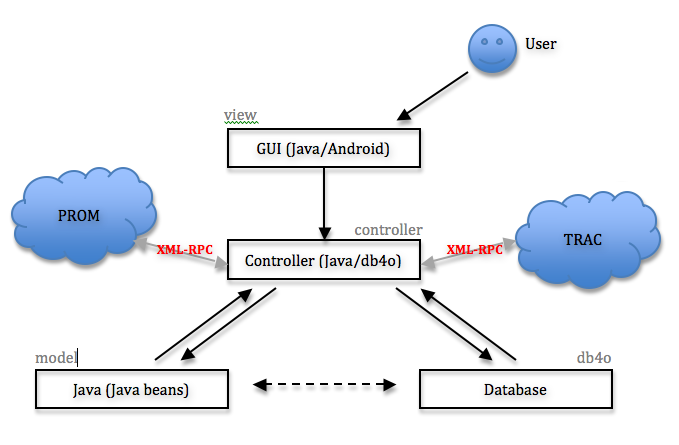 User
view
GUI (Java/Android)
PROM
controller
TRAC
XML-RPC
XML-RPC
Controller (Java/db4o)
model
db4o
Java (Java beans)
Database